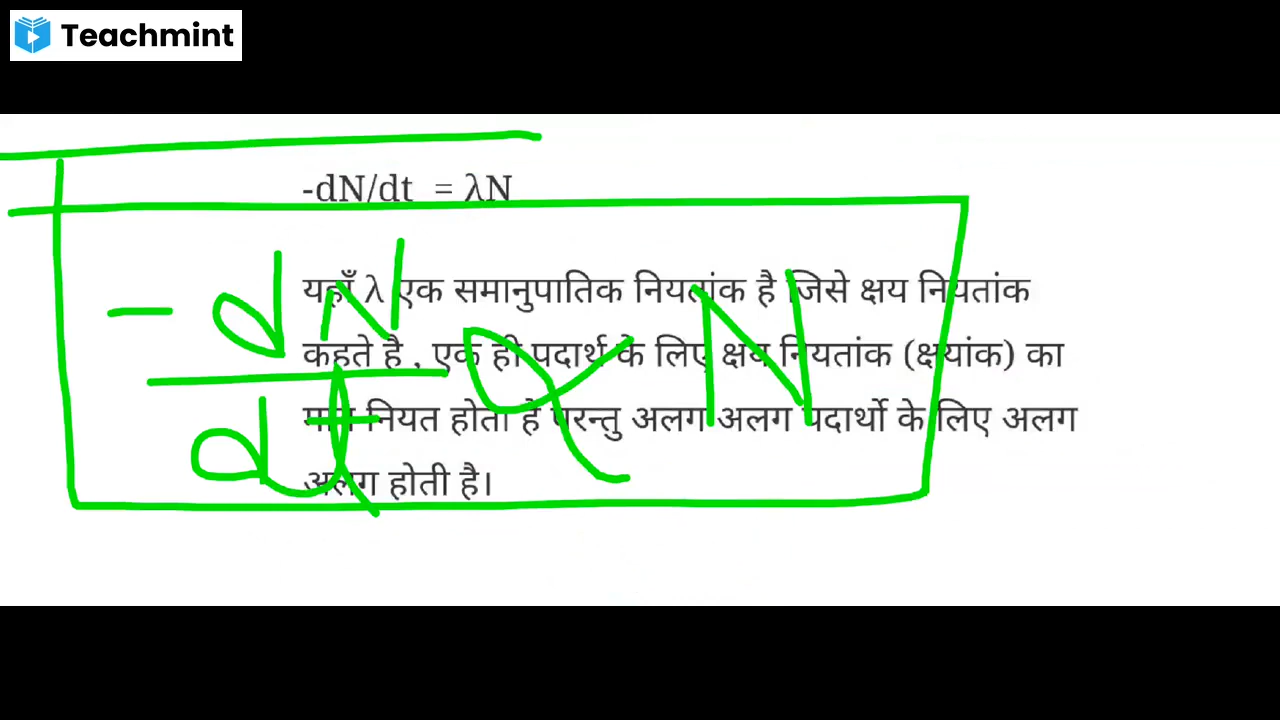 Teachmint
-dN/dt = λN
यहाँ λ एक समानुपातिक नियतांक है जिसे क्षय नियतांक
कहते है , एक ही पदार्थ के लिए क्षय नियतांक (क्षयांक) का
मान नियत होता है परन्तु अलग अलग पदार्थो के लिए अलग
अलग होती है।
- dN/dt ∝ N